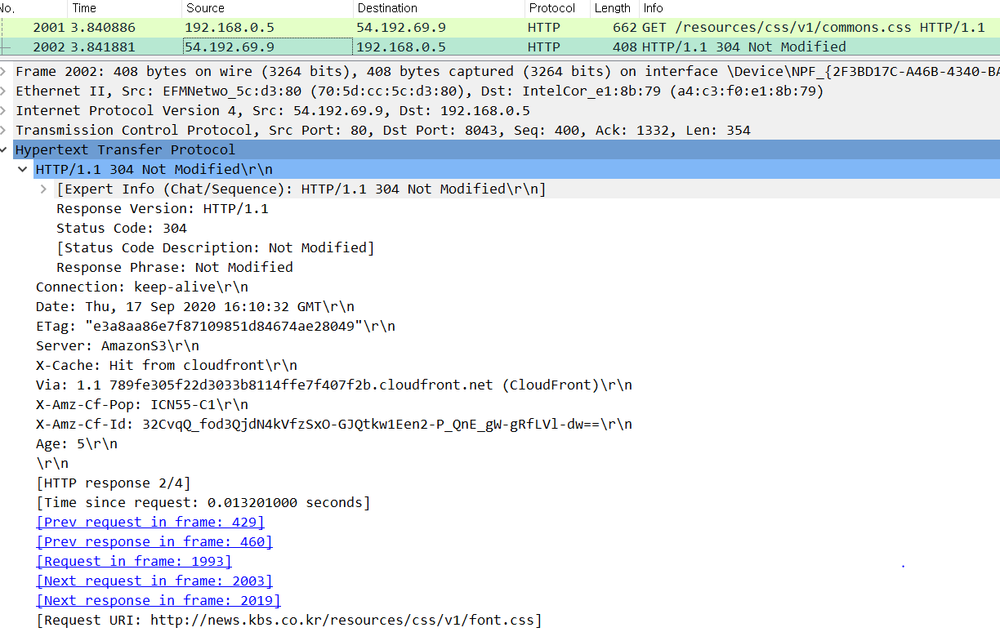 No. Time Source Destination Protocol Length Info
2001 3.840886 192.168.0.5 54.192.69.9 HTTP 662 GET /resources/css/v1/commons.css HTTP/1.1
2002 3.841881 54.192.69.9 192.168.0.5 HTTP 408 HTTP/1.1 304 Not Modified
Frame 2002: 408 bytes on wire (3264 bits), 408 bytes captured (3264 bits) on interface \Device\NPF_{2F3BD17C-A46B-4340-BA
Ethernet II, Src: EFMNetwo_5c:d3:80 (70:5d:cc:5c:d3:80), Dst: IntelCor_e1:8b:79 (a4:c3:f0:e1:8b:79)
Internet Protocol Version 4, Src: 54.192.69.9, Dst: 192.168.0.5
Transmission Control Protocol, Src Port: 80, Dst Port: 8043, Seq: 400, Ack: 1332, Len: 354
Hypertext Transfer Protocol
HTTP/1.1 304 Not Modified\r\n
[Expert Info (Chat/Sequence): HTTP/1.1 304 Not Modified\r\n]
Response Version: HTTP/1.1
Status Code: 304
[Status Code Description: Not Modified]
Response Phrase: Not Modified
Connection: keep-alive\r\n
Date: Thu, 17 Sep 2020 16:10:32 GMT\r\n
ETag: "e3a8aa86e7f87109851d84674ae28049"\r\n
Server: AmazonS3\r\n
X-Cache: Hit from cloudfront\r\n
Via: 1.1 789fe305f22d3033b8114ffe7f407f2b.cloudfront.net (CloudFront)\r\n
X-Amz-Cf-Pop: ICN55-C1\r\n
X-Amz-Cf-Id: 32CvqQ_fod3QjdN4kVfzSxO-GJQtkw1Een2-P_QnE_gW-gRfLVl-dw==\r\n
Age: 5\r\n
\r\n
[HTTP response 2/4]
[Time since request: 0.013201000 seconds]
[Prev request in frame: 429]
[Prev response in frame: 460]
[Request in frame: 1993]
[Next request in frame: 2003]
[Next response in frame: 2019]
[Request URI: http://news.kbs.co.kr/resources/css/v1/font.css]